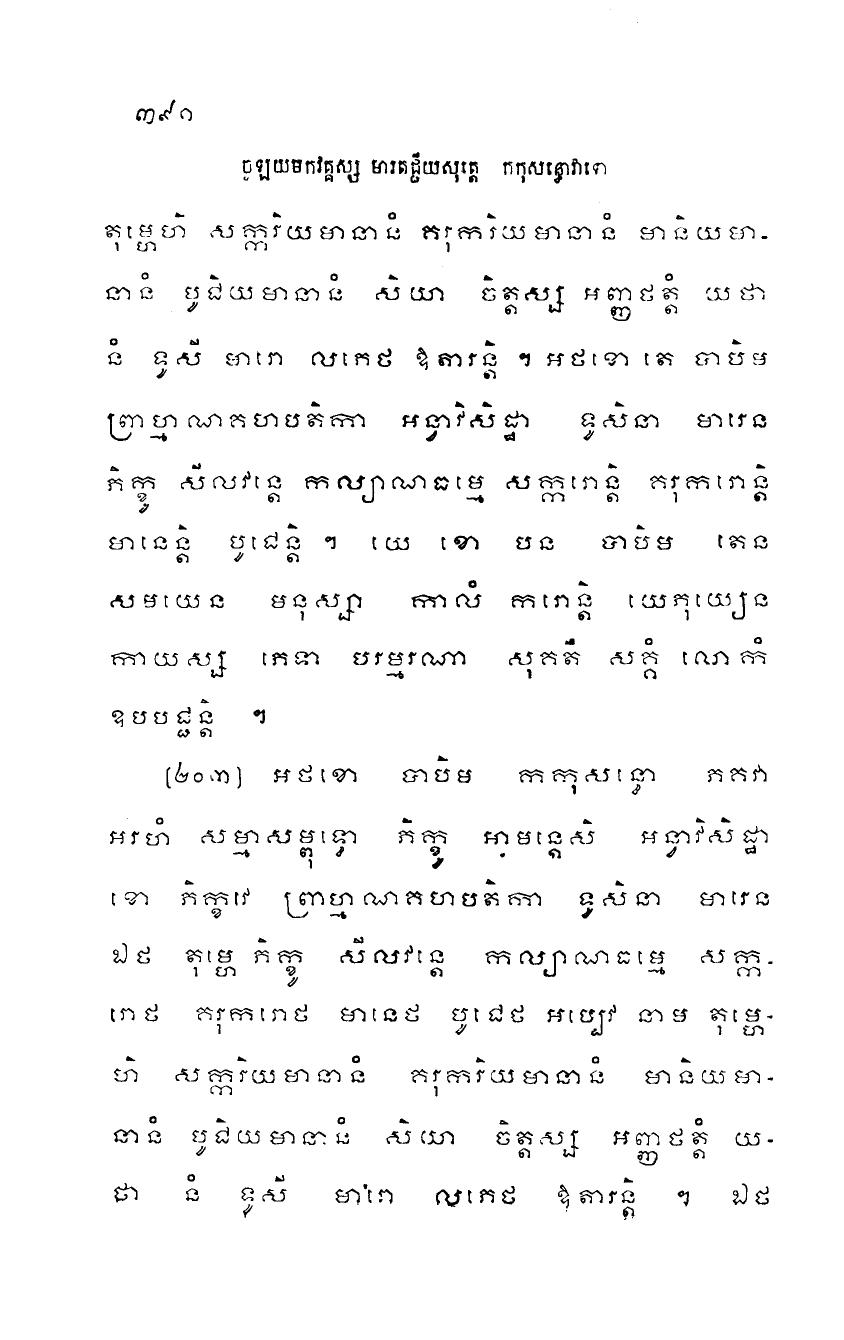 ៣៩១
ចូឡយមកវគ្គស្ស មារតជ្ជីយសុត្តេ កកុសន្ធោវាទោ
តុម្ហេហិ សក្ការិយមានានំ គរុការិយមានានំ មានិយមា-
នានំ បូជិយមានានំ សិយា ចិត្តស្ស អញ្ញថត្តំ យថា
នំ ទូសី មារោ លភេថ ឱតារន្តិ ។ អថខោ តេ បាបិម
ព្រាហ្មណគហបតិកា អន្វាវិសិដ្ឋា ទូសិនា មារេន
ភិក្ខូ សីលវន្តេ កល្យាណធម្មេ សក្ការោន្តិ គរុការោន្តិ
មានេន្តិ បូជេន្តិ ។ យេ ខោ បន បាបិម តេន
សមយេន មនុស្សា កាលំ ករោន្តិ យេភុយ្យេន
កាយស្ស ភេទា បរម្មរណា សុគតឹ សគ្គំ លោកំ
ឧបបជ្ជន្តិ ។
[៦០៣] អថខោ បាបិម កកុសន្ធោ ភគវា
អរហំ សម្មាសម្ពុទ្ធោ ភិក្ខូ អាមន្តេសិ អន្វាវិសិដ្ឋា
ខោ ភិក្ខវេ ព្រាហ្មណគហបតិកា ទូសិនា មារេន
ឯថ តុម្ហេ ភិក្ខូ សីលវន្តេ កល្យាណធម្មេ សក្កា-
រោថ គរុការោថ មានេថ បូជេថ អប្បេវ នាម តុម្ហេ-
ហិ សក្ការិយមានានំ គរុការិយមានានំ មានិយមា-
នានំ បូជិយមានានំ សិយា ចិត្តស្ស អញ្ញថត្តំ យ-
ថា នំ ទូសី មារោ លភេថ ឱតារន្តិ ។ ឯថ